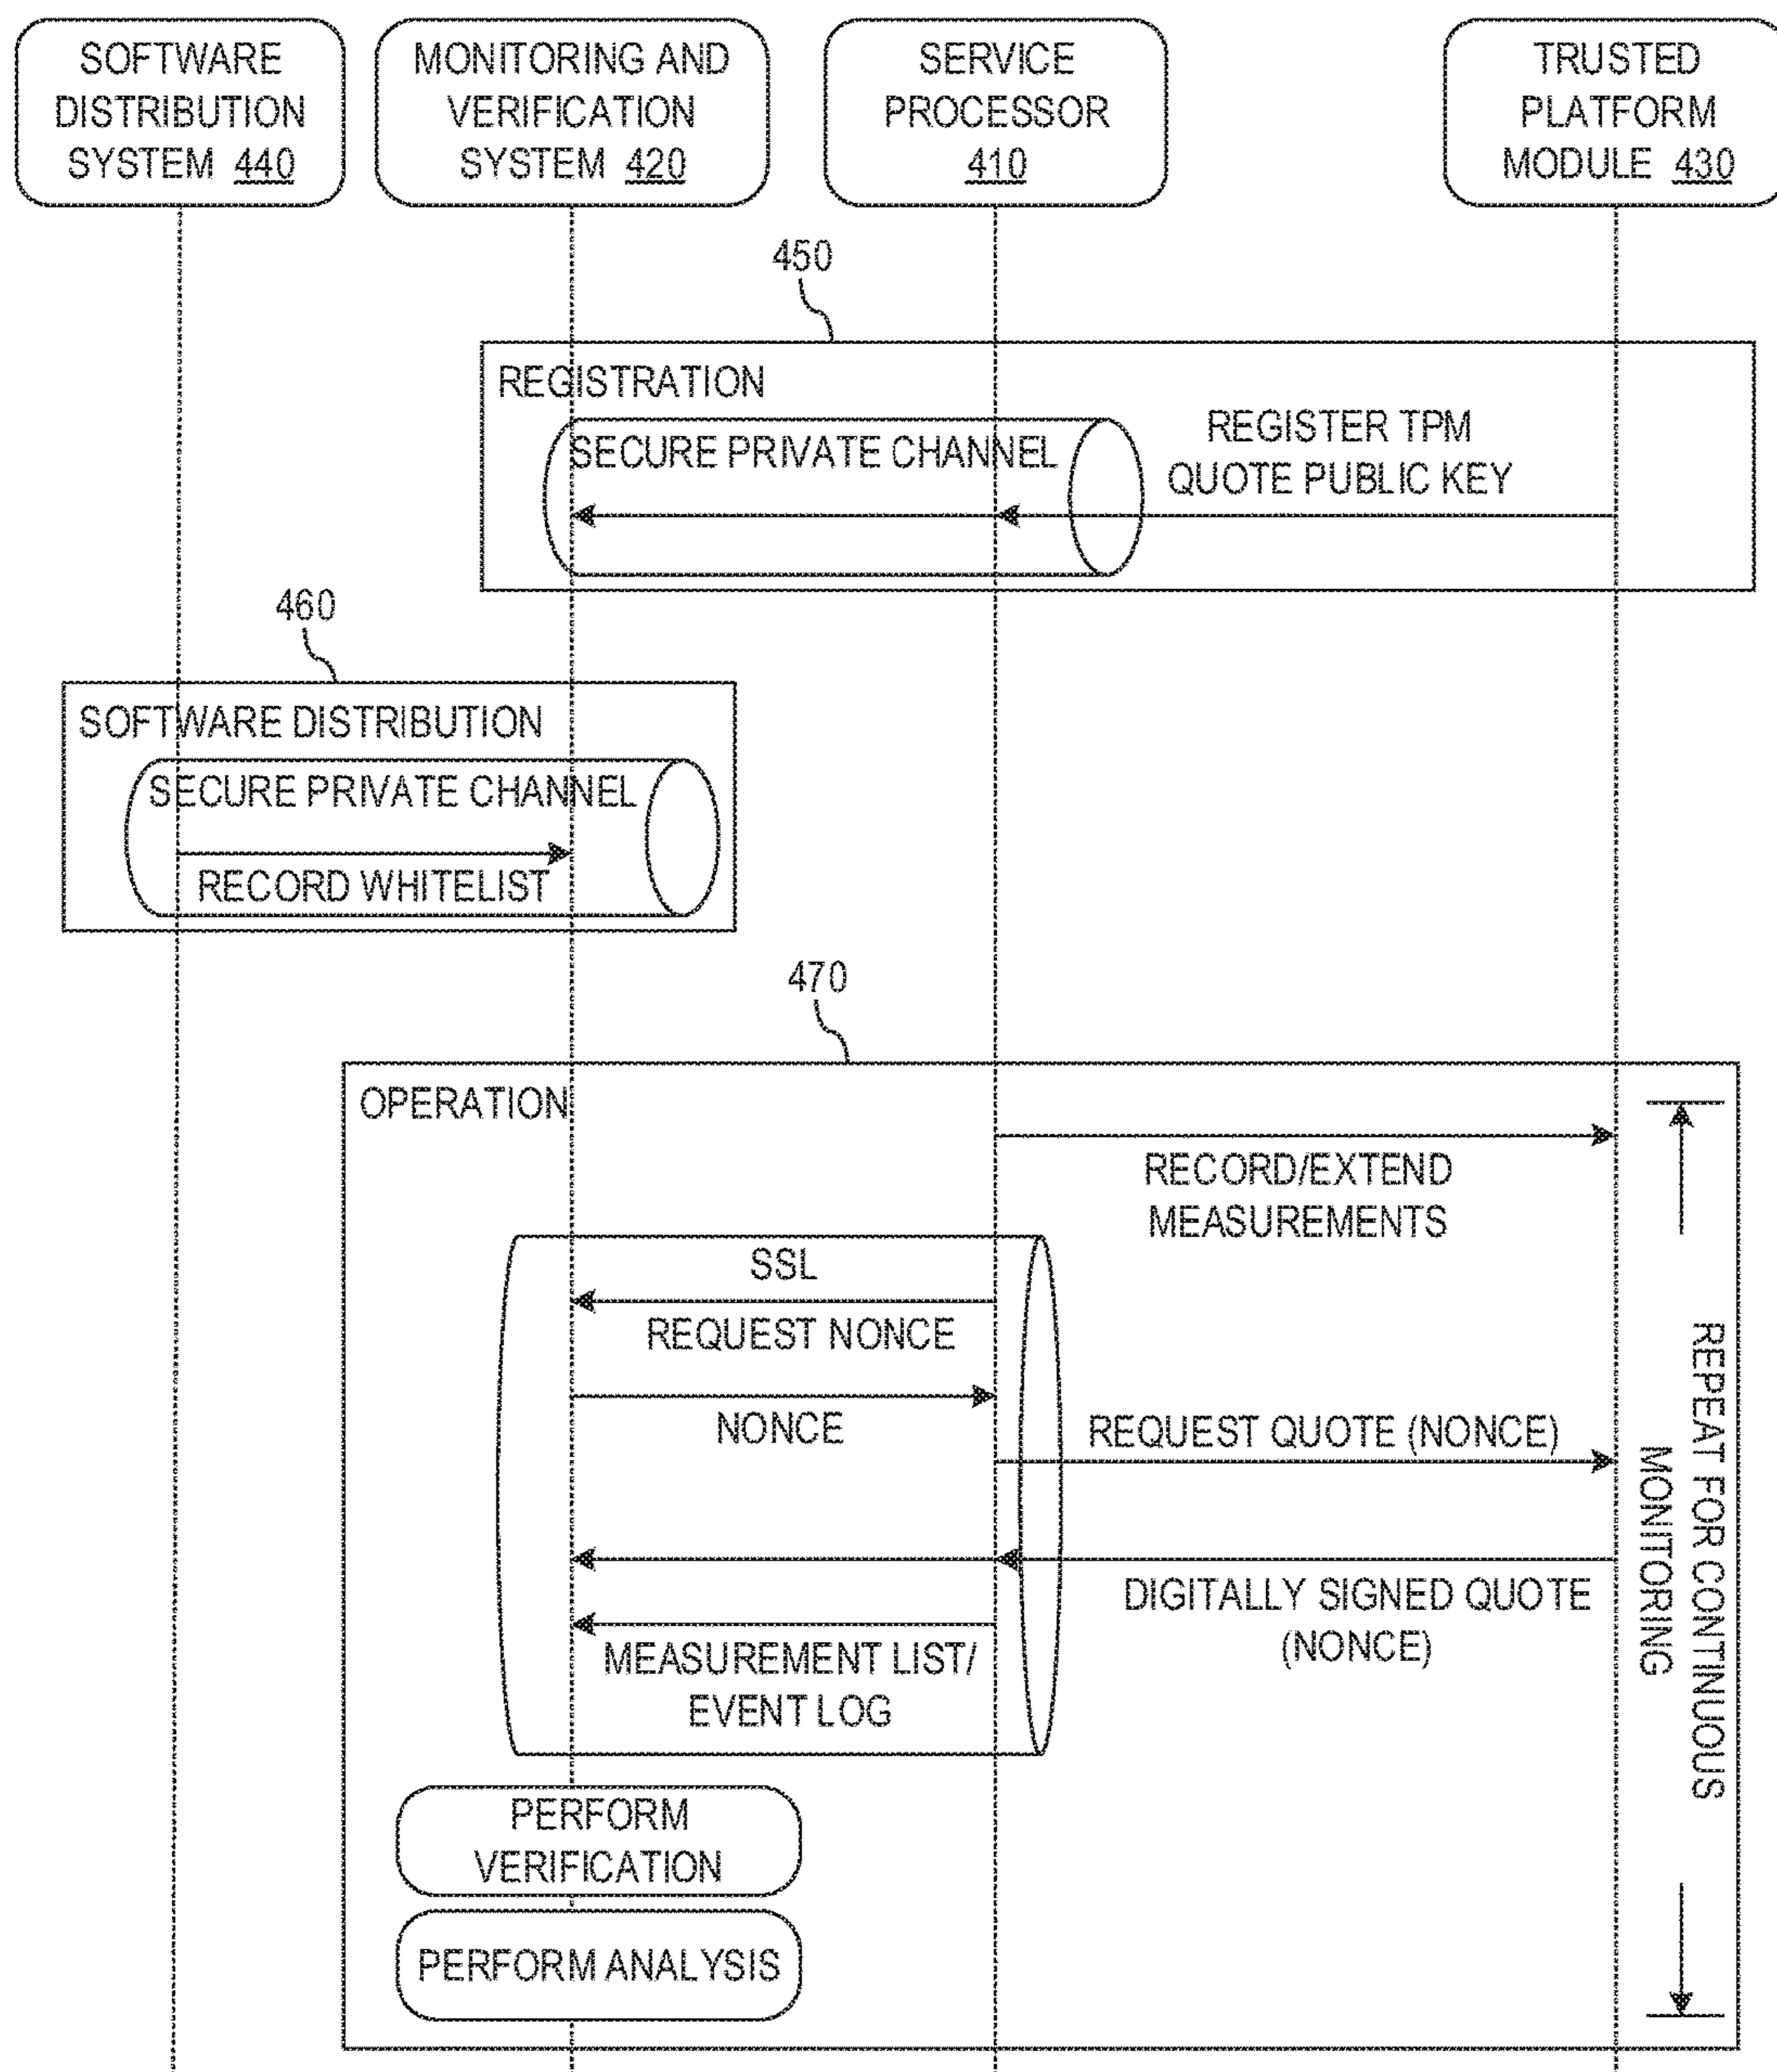 SOFTWARE
DISTRIBUTION
SYSTEM 440
MONITORING AND
VERIFICATION
SYSTEM 420
SERVICE
PROCESSOR
410
TRUSTED
PLATFORM
MODULE 430
450
REGISTRATION
SECURE PRIVATE CHANNEL
REGISTER TPM
QUOTE PUBLIC KEY
460
SOFTWARE DISTRIBUTION
SECURE PRIVATE CHANNEL
RECORD WHITELIST
470
OPERATION
RECORD/EXTEND
MEASUREMENTS
SSL
REQUEST NONCE
NONCE
REQUEST QUOTE (NONCE)
DIGITALLY SIGNED QUOTE
(NONCE)
MEASUREMENT LIST/
EVENT LOG
REPEAT FOR CONTINUOUS
MONITORING
PERFORM
VERIFICATION
PERFORM ANALYSIS